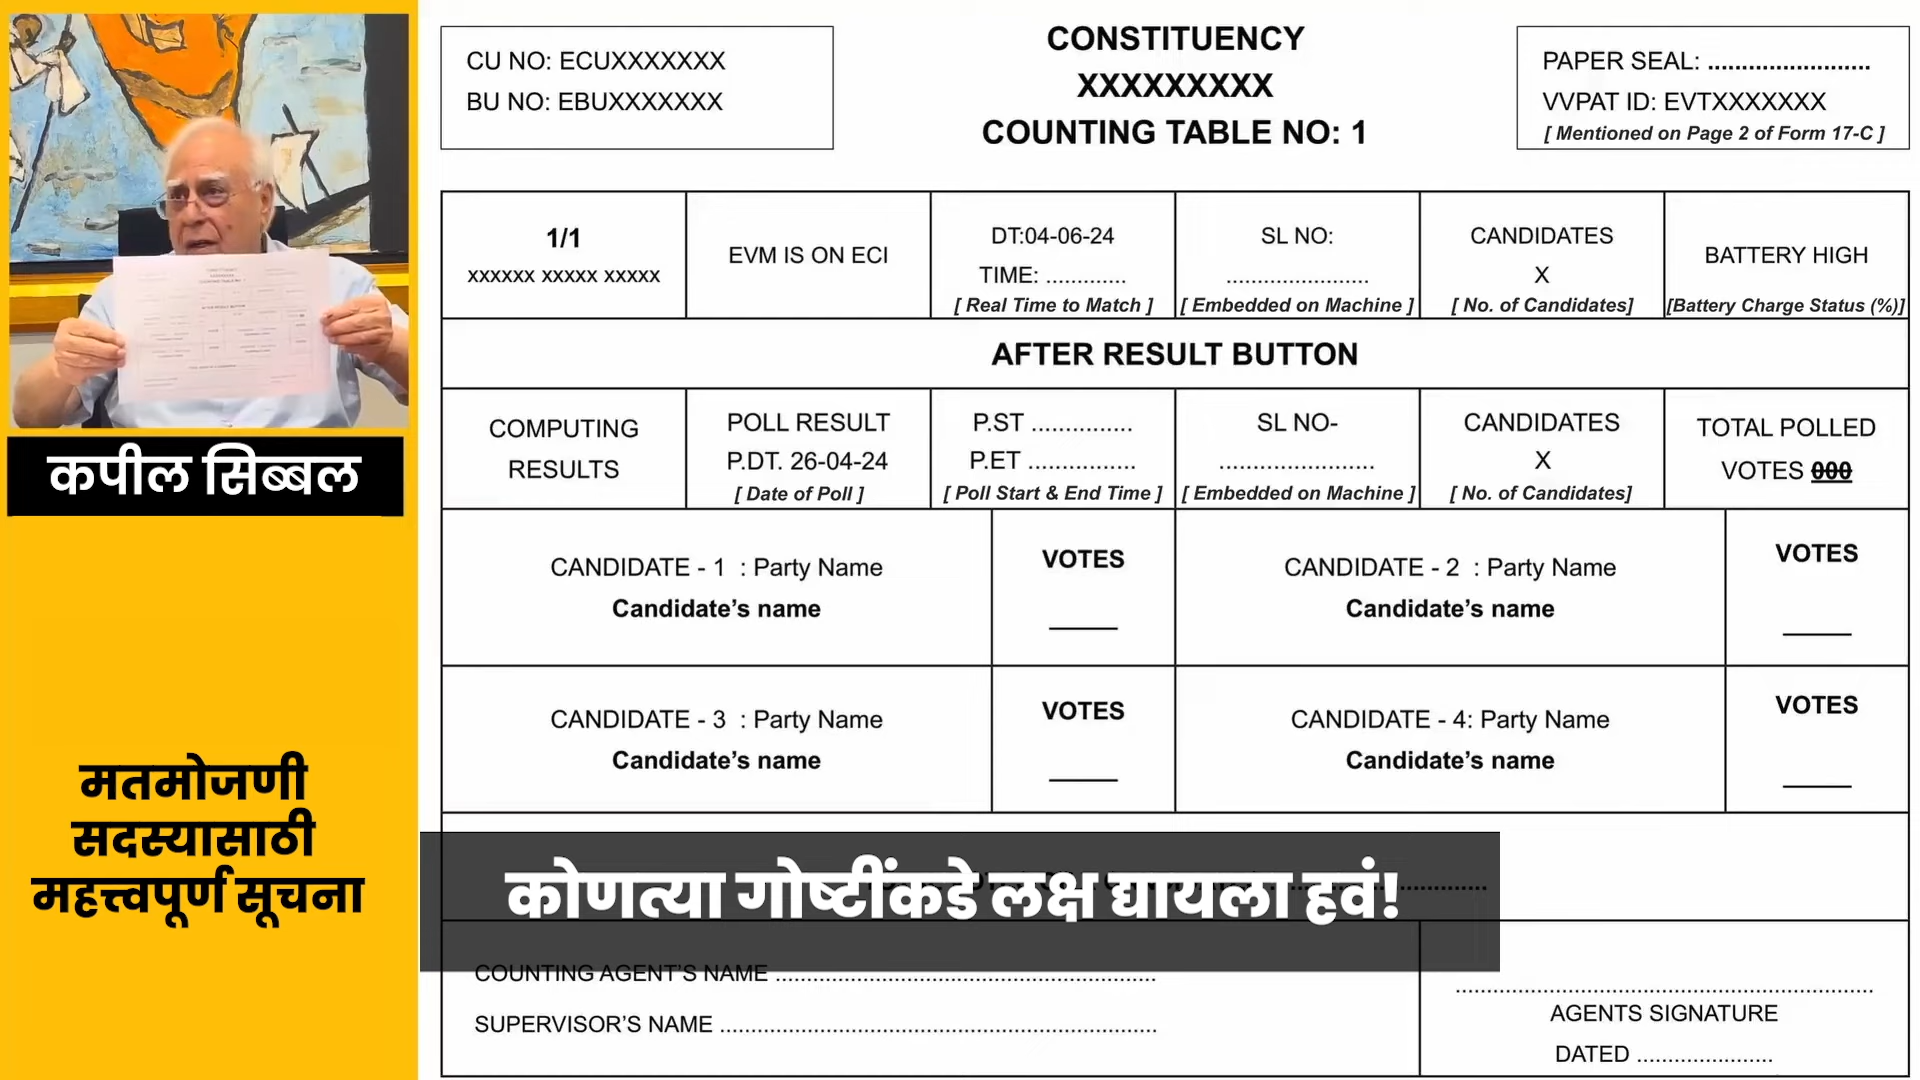 कपील सिब्बल
मतमोजणी
सदस्यासाठी
महत्त्वपूर्ण सूचना
CU NO: ECUXXXXXXX
BU NO: EBUXXXXXXX
CONSTITUENCY
XXXXXXXXX
COUNTING TABLE NO: 1
PAPER SEAL: ........................
VVPAT ID: EVTXXXXXXX
[ Mentioned on Page 2 of Form 17-C ]
1/1
xxxxxx xxxxx xxxxx
EVM IS ON ECI
DT:04-06-24
TIME: ............
[ Real Time to Match ]
SL NO:
.....................
[ Embedded on Machine ]
CANDIDATES
X
[ No. of Candidates]
BATTERY HIGH
[Battery Charge Status (%)]
AFTER RESULT BUTTON
COMPUTING
RESULTS
POLL RESULT
P.DT. 26-04-24
[ Date of Poll ]
P.ST ...............
P.ET ................
[ Poll Start & End Time ]
SL NO-
.......................
[ Embedded on Machine ]
CANDIDATES
X
[ No. of Candidates]
TOTAL POLLED
VOTES 000
CANDIDATE - 1 : Party Name
Candidate’s name
VOTES
_____
CANDIDATE - 2 : Party Name
Candidate’s name
VOTES
_____
CANDIDATE - 3 : Party Name
Candidate’s name
VOTES
_____
CANDIDATE - 4: Party Name
Candidate’s name
VOTES
_____
कोणत्या गोष्टींकडे लक्ष द्यायला हवं!
COUNTING AGENT’S NAME ........................................................
SUPERVISOR’S NAME ................................................................
..............................................................
AGENTS SIGNATURE
DATED ....................